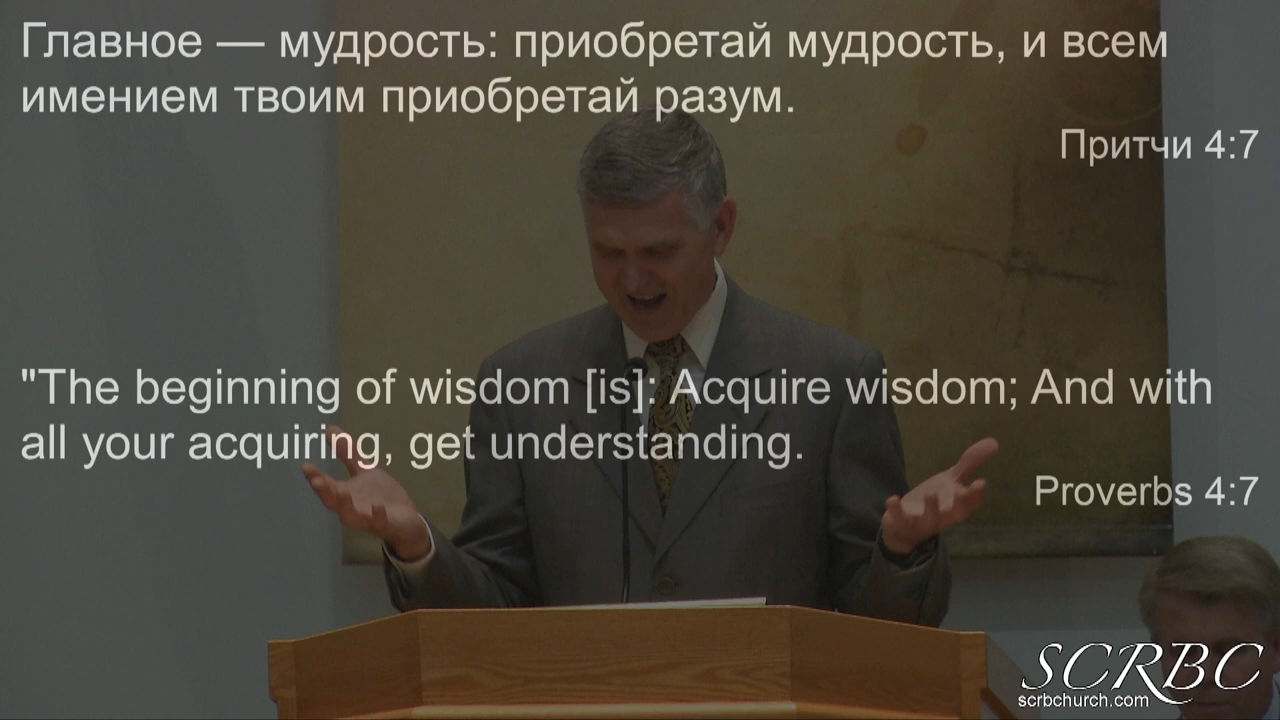 Главное — мудрость: приобретай мудрость, и всем
имением твоим приобретай разум.
Притчи 4:7
"The beginning of wisdom [is]: Acquire wisdom; And with
all your acquiring, get understanding.
Proverbs 4:7
SCRBC
scrbchurch.com